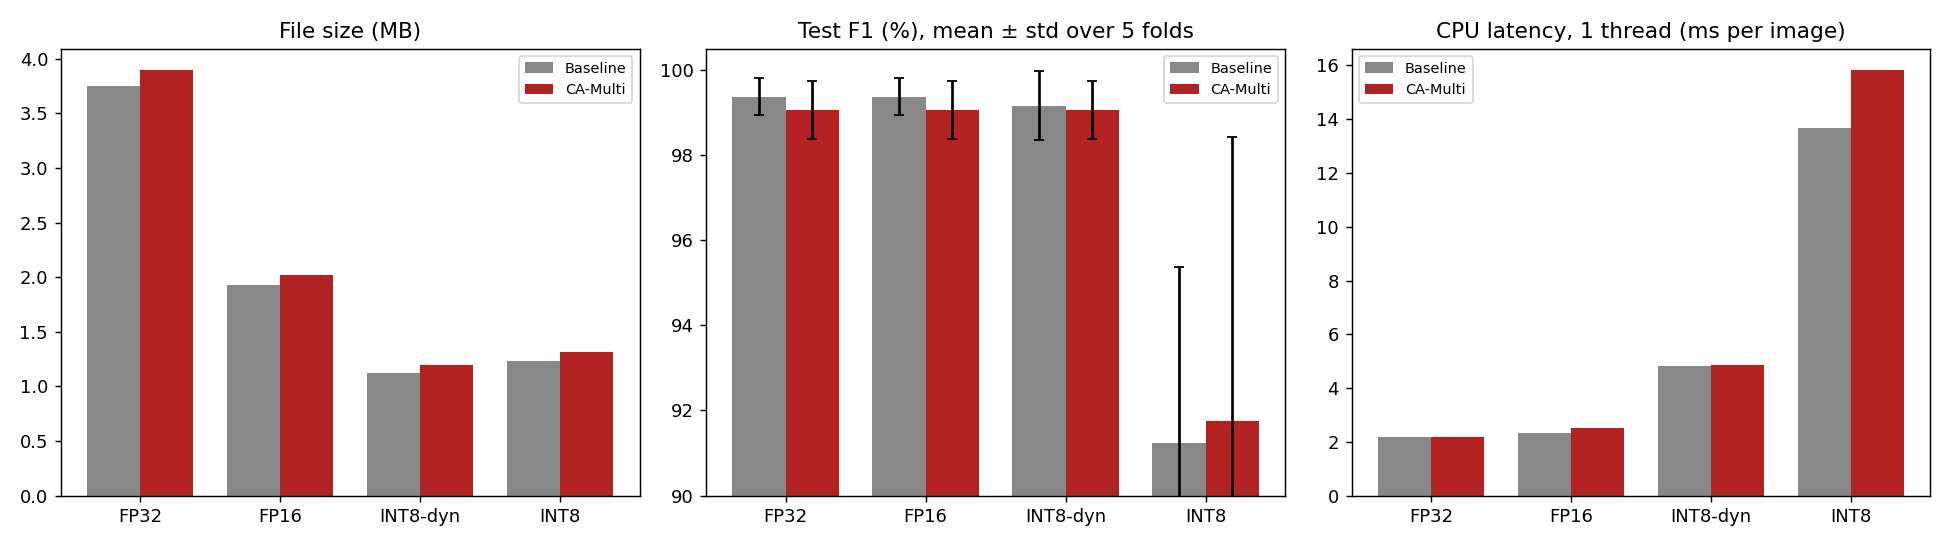 File size (MB)
4.0
3.5
3.0
2.5
2.0
1.5
1.0
0.5
0.0
FP32 FP16 INT8-dyn INT8
Baseline
CA-Multi
Test F1 (%), mean ± std over 5 folds
100
98
96
94
92
90
FP32 FP16 INT8-dyn INT8
Baseline
CA-Multi
CPU latency, 1 thread (ms per image)
16
14
12
10
8
6
4
2
0
FP32 FP16 INT8-dyn INT8
Baseline
CA-Multi